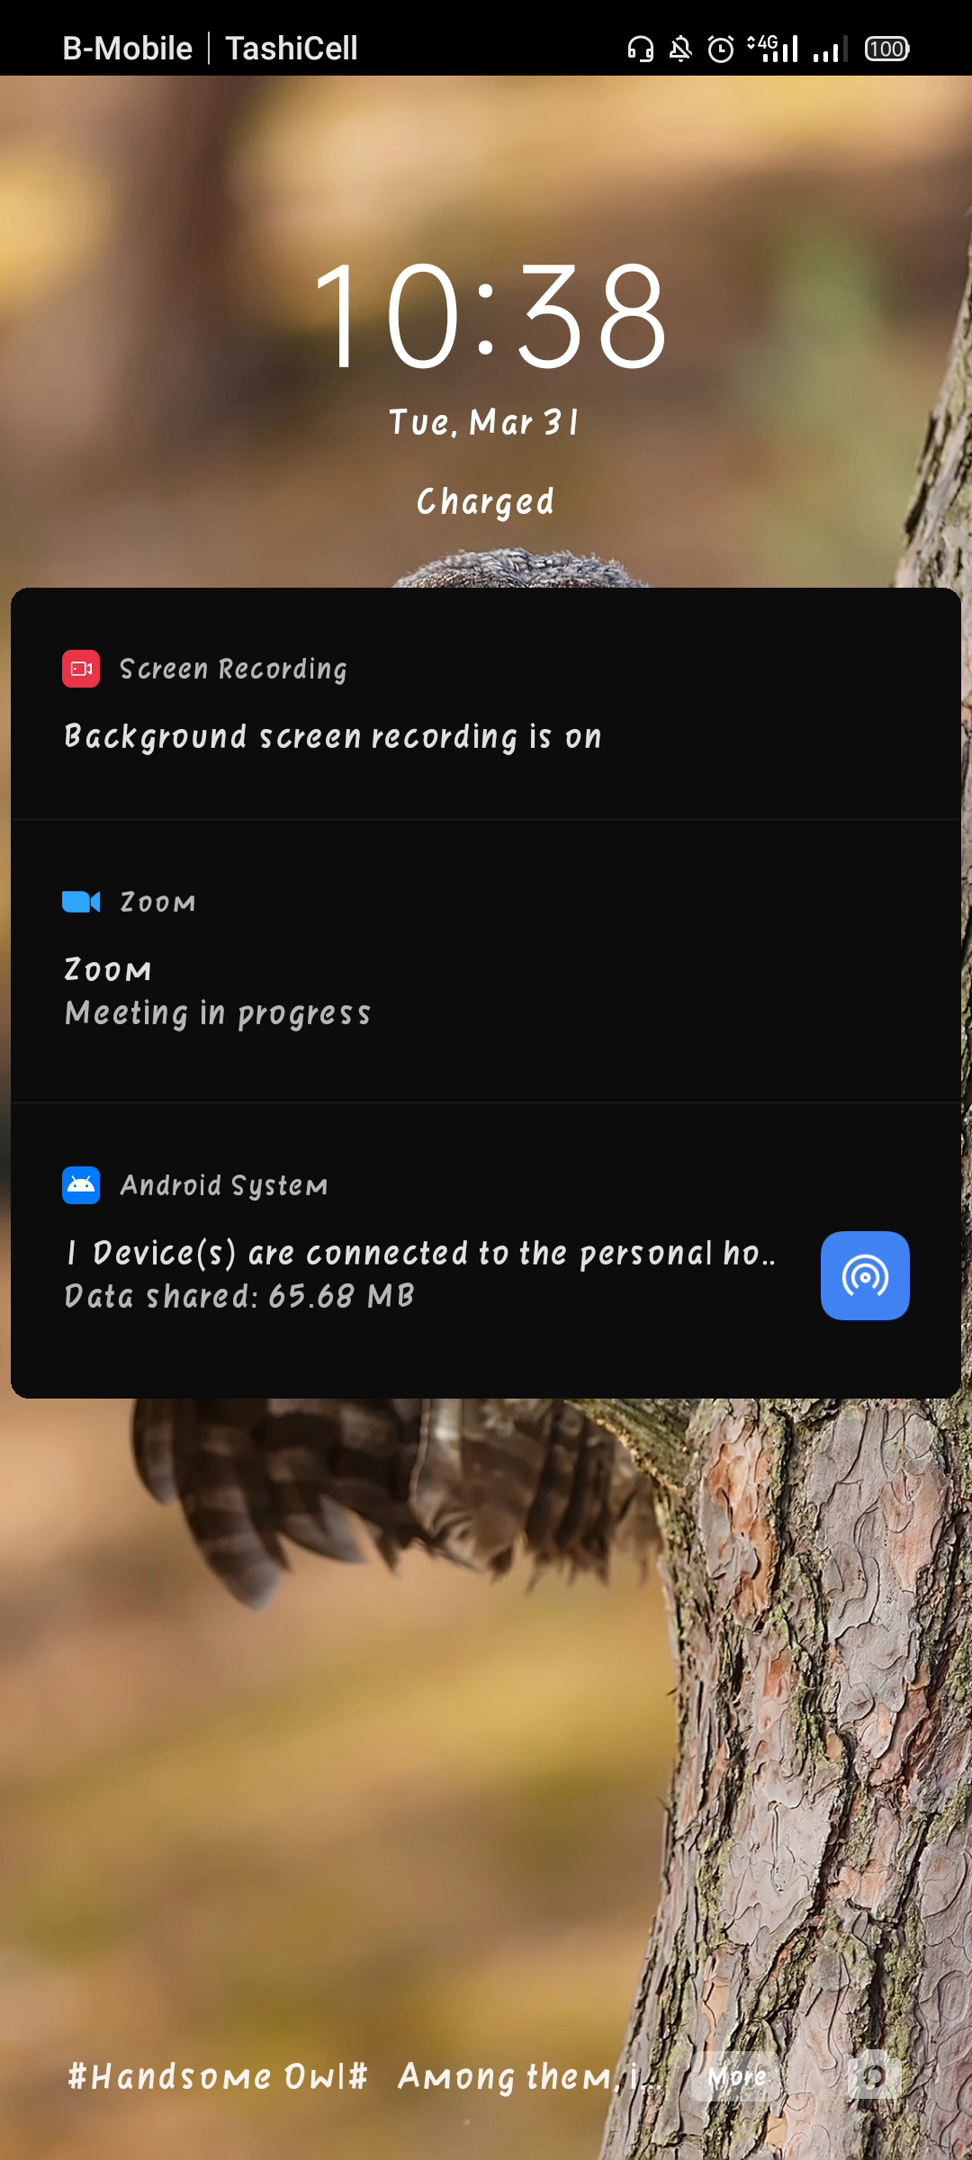 B-Mobile | TashiCell
4G
100
10:38
Tue, Mar 31
Charged
Screen Recording
Background screen recording is on
Zoom
Zoom
Meeting in progress
Android System
1 Device(s) are connected to the personal ho..
Data shared: 65.68 MB
#Handsome Owl# Among them, i... More